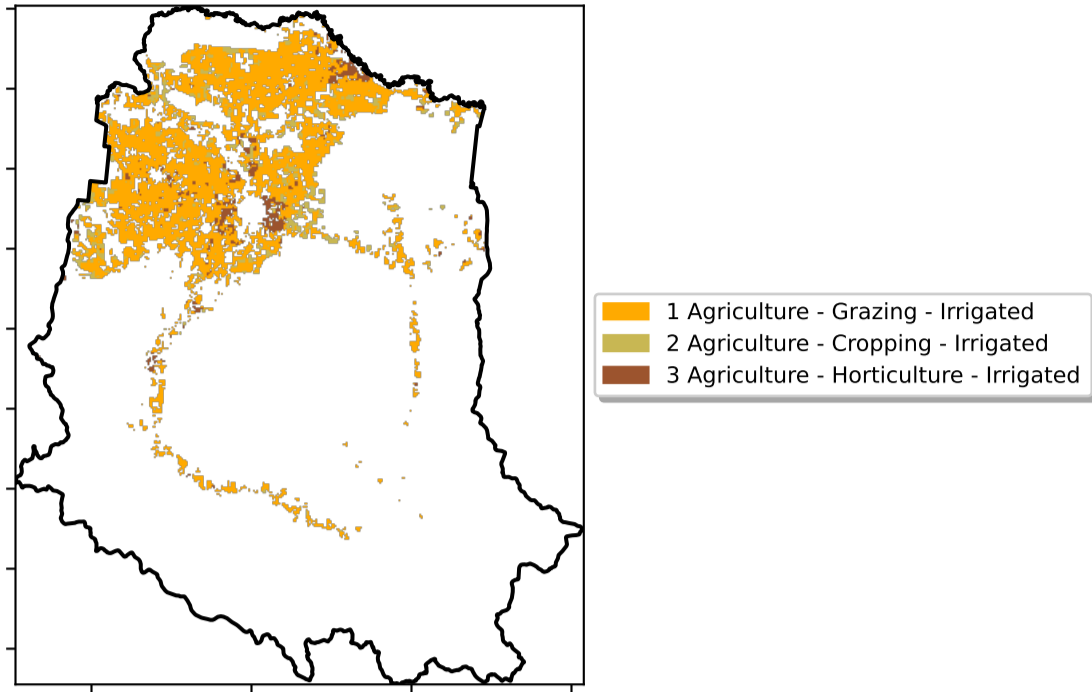 1 Agriculture - Grazing - Irrigated
2 Agriculture - Cropping - Irrigated
3 Agriculture - Horticulture - Irrigated